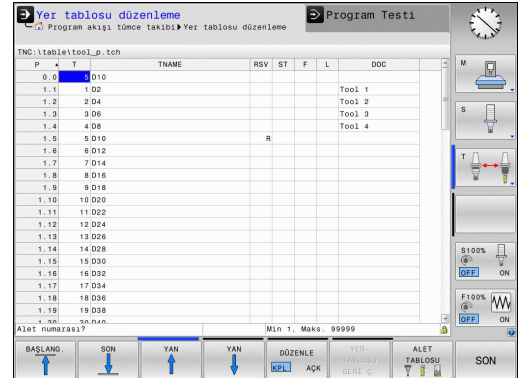 Yer tablosu düzenleme
Program akışı tümce takibi Yer tablosu düzenleme
Program Testi
TNC:\table\tool_p.tch
P T TNAME RSV ST F L DOC
0.0 5 D10
1.1 1 D2 Tool 1
1.2 2 D4 Tool 2
1.3 3 D6 Tool 3
1.4 4 D8 Tool 4
1.5 5 D10 R
1.6 6 D12
1.7 7 D14
1.8 8 D16
1.9 9 D18
1.10 10 D20
1.11 11 D22
1.12 12 D24
1.13 13 D26
1.14 14 D28
1.15 15 D30
1.16 16 D32
1.17 17 D34
1.18 18 D36
1.19 19 D38
1.20 20 D40
Alet numarası? Min 1, Maks. 99999
M
S
T
S100%
OFF ON
F100%
OFF ON
BAŞLANG.
SON
YAN
YAN
DÜZENLE
KPL AÇK
YER-
TABLOSU
GERİ Ç.
ALET
TABLOSU
SON